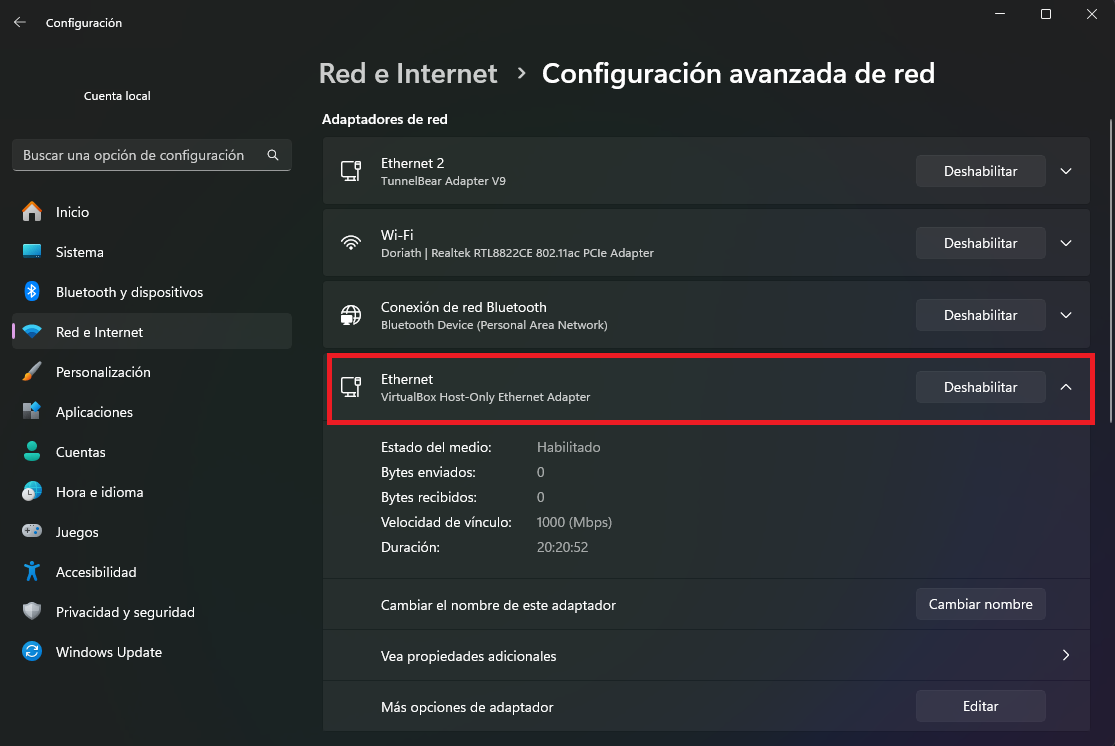 Configuración
Cuenta local
Buscar una opción de configuración
Inicio
Sistema
Bluetooth y dispositivos
Red e Internet
Personalización
Aplicaciones
Cuentas
Hora e idioma
Juegos
Accesibilidad
Privacidad y seguridad
Windows Update
Red e Internet > Configuración avanzada de red
Adaptadores de red
Ethernet 2
TunnelBear Adapter V9
Deshabilitar
Wi-Fi
Doriath | Realtek RTL8822CE 802.11ac PCIe Adapter
Deshabilitar
Conexión de red Bluetooth
Bluetooth Device (Personal Area Network)
Deshabilitar
Ethernet
VirtualBox Host-Only Ethernet Adapter
Deshabilitar
Estado del medio: Habilitado
Bytes enviados: 0
Bytes recibidos: 0
Velocidad de vínculo: 1000 (Mbps)
Duración: 20:20:52
Cambiar el nombre de este adaptador Cambiar nombre
Vea propiedades adicionales
Más opciones de adaptador Editar